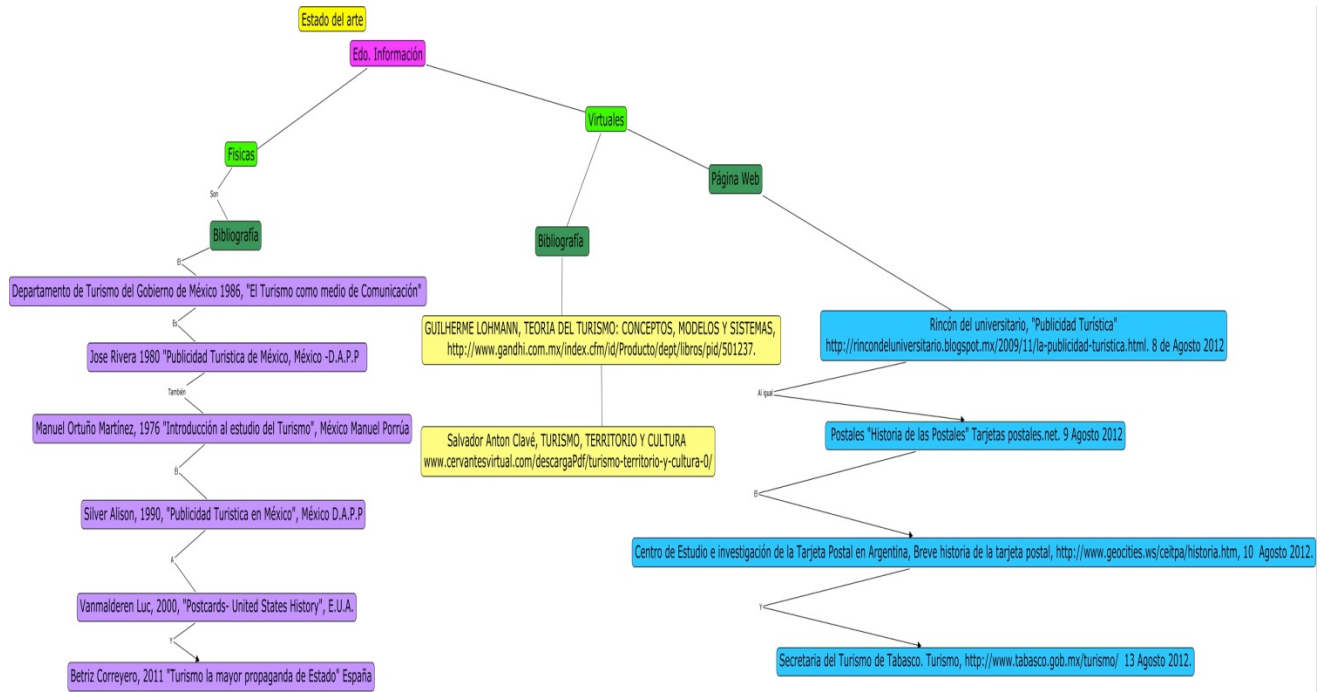 Estado del arte
Edo. Información
Fisicas
Son
Bibliografía
El
Departamento de Turismo del Gobierno de México 1986, "El Turismo como medio de Comunicación"
Es
Jose Rivera 1980 "Publicidad Turistica de México, México -D.A.P.P
También
Manuel Ortuño Martínez, 1976 "Introducción al estudio del Turismo", México Manuel Porrúa
El
Silver Alison, 1990, "Publicidad Turistica en México", México D.A.P.P
A
Vanmalderen Luc, 2000, "Postcards- United States History", E.U.A.
Y
Betriz Correyero, 2011 "Turismo la mayor propaganda de Estado" España
Virtuales
Bibliografía
GUILHERME LOHMANN, TEORIA DEL TURISMO: CONCEPTOS, MODELOS Y SISTEMAS,
http://www.gandhi.com.mx/index.cfm/id/Producto/dept/libros/pid/501237.
Salvador Anton Clavé, TURISMO, TERRITORIO Y CULTURA
www.cervantesvirtual.com/descargaPdf/turismo-territorio-y-cultura-0/
Página Web
Rincón del universitario, "Publicidad Turística"
http://rincondeluniversitario.blogspot.mx/2009/11/la-publicidad-turistica.html. 8 de Agosto 2012
Al igual
Postales "Historia de las Postales" Tarjetas postales.net. 9 Agosto 2012
El
Centro de Estudio e investigación de la Tarjeta Postal en Argentina, Breve historia de la tarjeta postal, http://www.geocities.ws/ceitpa/historia.htm, 10 Agosto 2012.
Y
Secretaria del Turismo de Tabasco. Turismo, http://www.tabasco.gob.mx/turismo/ 13 Agosto 2012.